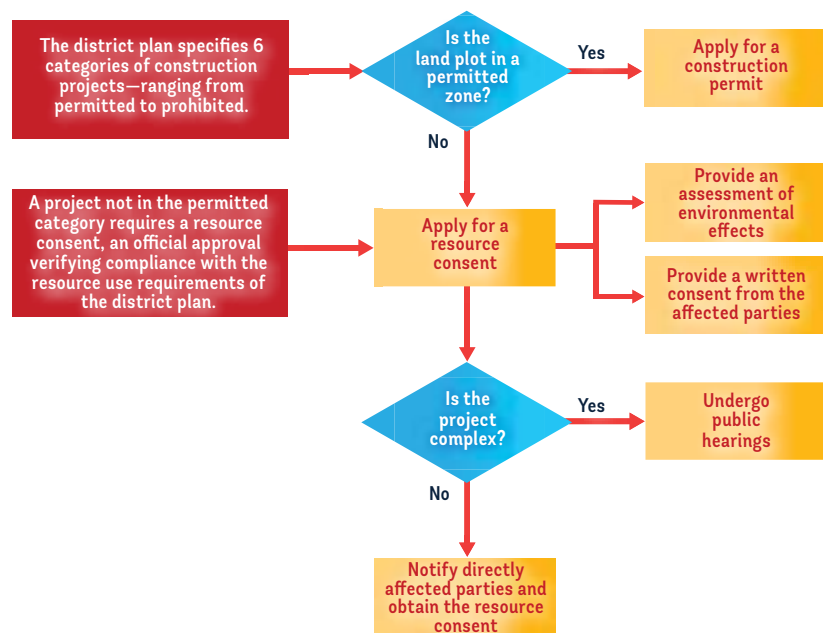 The district plan specifies 6
categories of construction
projects—ranging from
permitted to prohibited.
Is the
land plot in a
permitted
zone?
Yes
Apply for a
construction
permit
No
A project not in the permitted
category requires a resource
consent, an official approval
verifying compliance with the
resource use requirements of
the district plan.
Apply for a
resource
consent
Provide an
assessment of
environmental
effects
Provide a written
consent from the
affected parties
Is the
project
complex?
Yes
Undergo
public
hearings
No
Notify directly
affected parties and
obtain the resource
consent